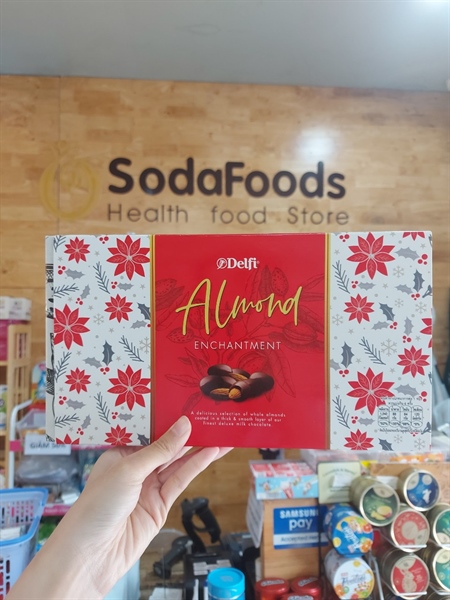 SodaFoods
Health food Store
Delfi
Almond
ENCHANTMENT
A delicious selection of whole almonds
coated in a thick & smooth layer of our
finest deluxe milk chocolate
SAMSUNG
pay